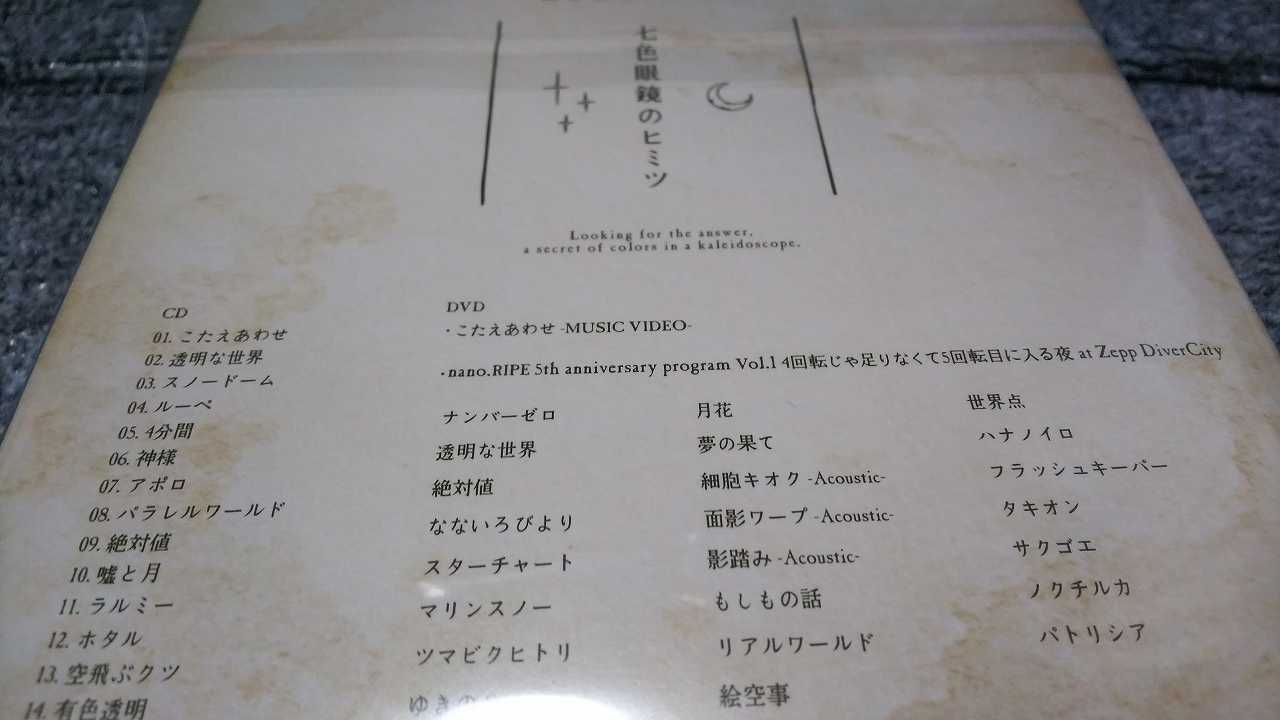 七色眼鏡のヒミツ
Looking for the answer,
a secret of colors in a kaleidoscope.
CD
01. こたえあわせ
02. 透明な世界
03. スノードーム
04. ルーペ
05. 4分間
06. 神様
07. アポロ
08. パラレルワールド
09. 絶対値
10. 嘘と月
11. ラルミー
12. ホタル
13. 空飛ぶクツ
14. 有色透明
DVD
・こたえあわせ -MUSIC VIDEO-
・nano.RIPE 5th anniversary program Vol.1 4回転じゃ足りなくて5回転目に入る夜 at Zepp DiverCity
ナンバーゼロ
透明な世界
絶対値
なないろびより
スターチャート
マリンスノー
ツマビクヒトリ
ゆきの
月花
夢の果て
細胞キオク -Acoustic-
面影ワープ -Acoustic-
影踏み -Acoustic-
もしもの話
リアルワールド
絵空事
世界点
ハナノイロ
フラッシュキーパー
タキオン
サクゴエ
ノクチルカ
パトリシア